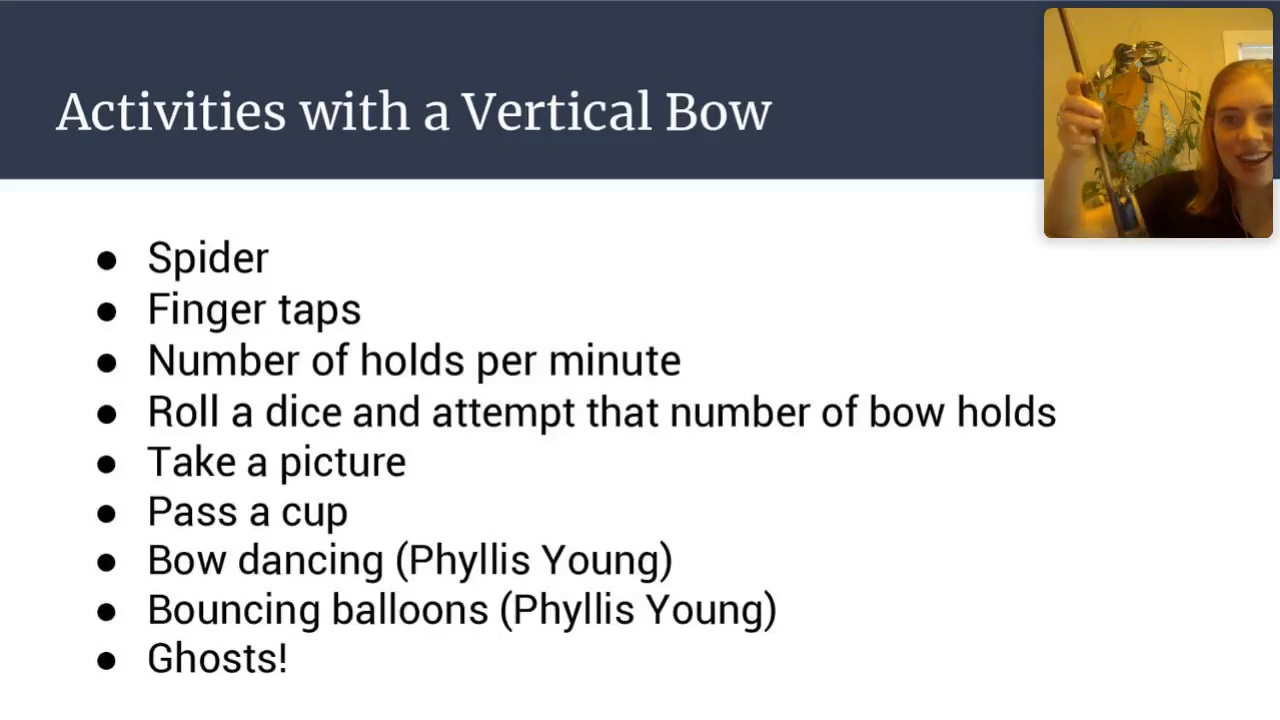 Activities with a Vertical Bow
● Spider
● Finger taps
● Number of holds per minute
● Roll a dice and attempt that number of bow holds
● Take a picture
● Pass a cup
● Bow dancing (Phyllis Young)
● Bouncing balloons (Phyllis Young)
● Ghosts!